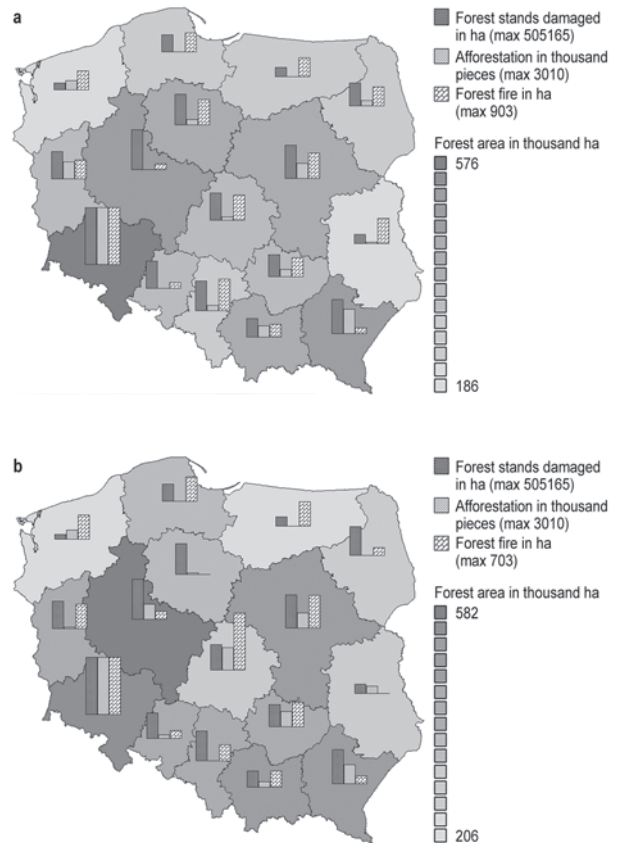 a
Forest stands damaged
in ha (max 505165)
Afforestation in thousand
pieces (max 3010)
Forest fire in ha
(max 903)
Forest area in thousand ha
576
186
b
Forest stands damaged
in ha (max 505165)
Afforestation in thousand
pieces (max 3010)
Forest fire in ha
(max 703)
Forest area in thousand ha
582
206